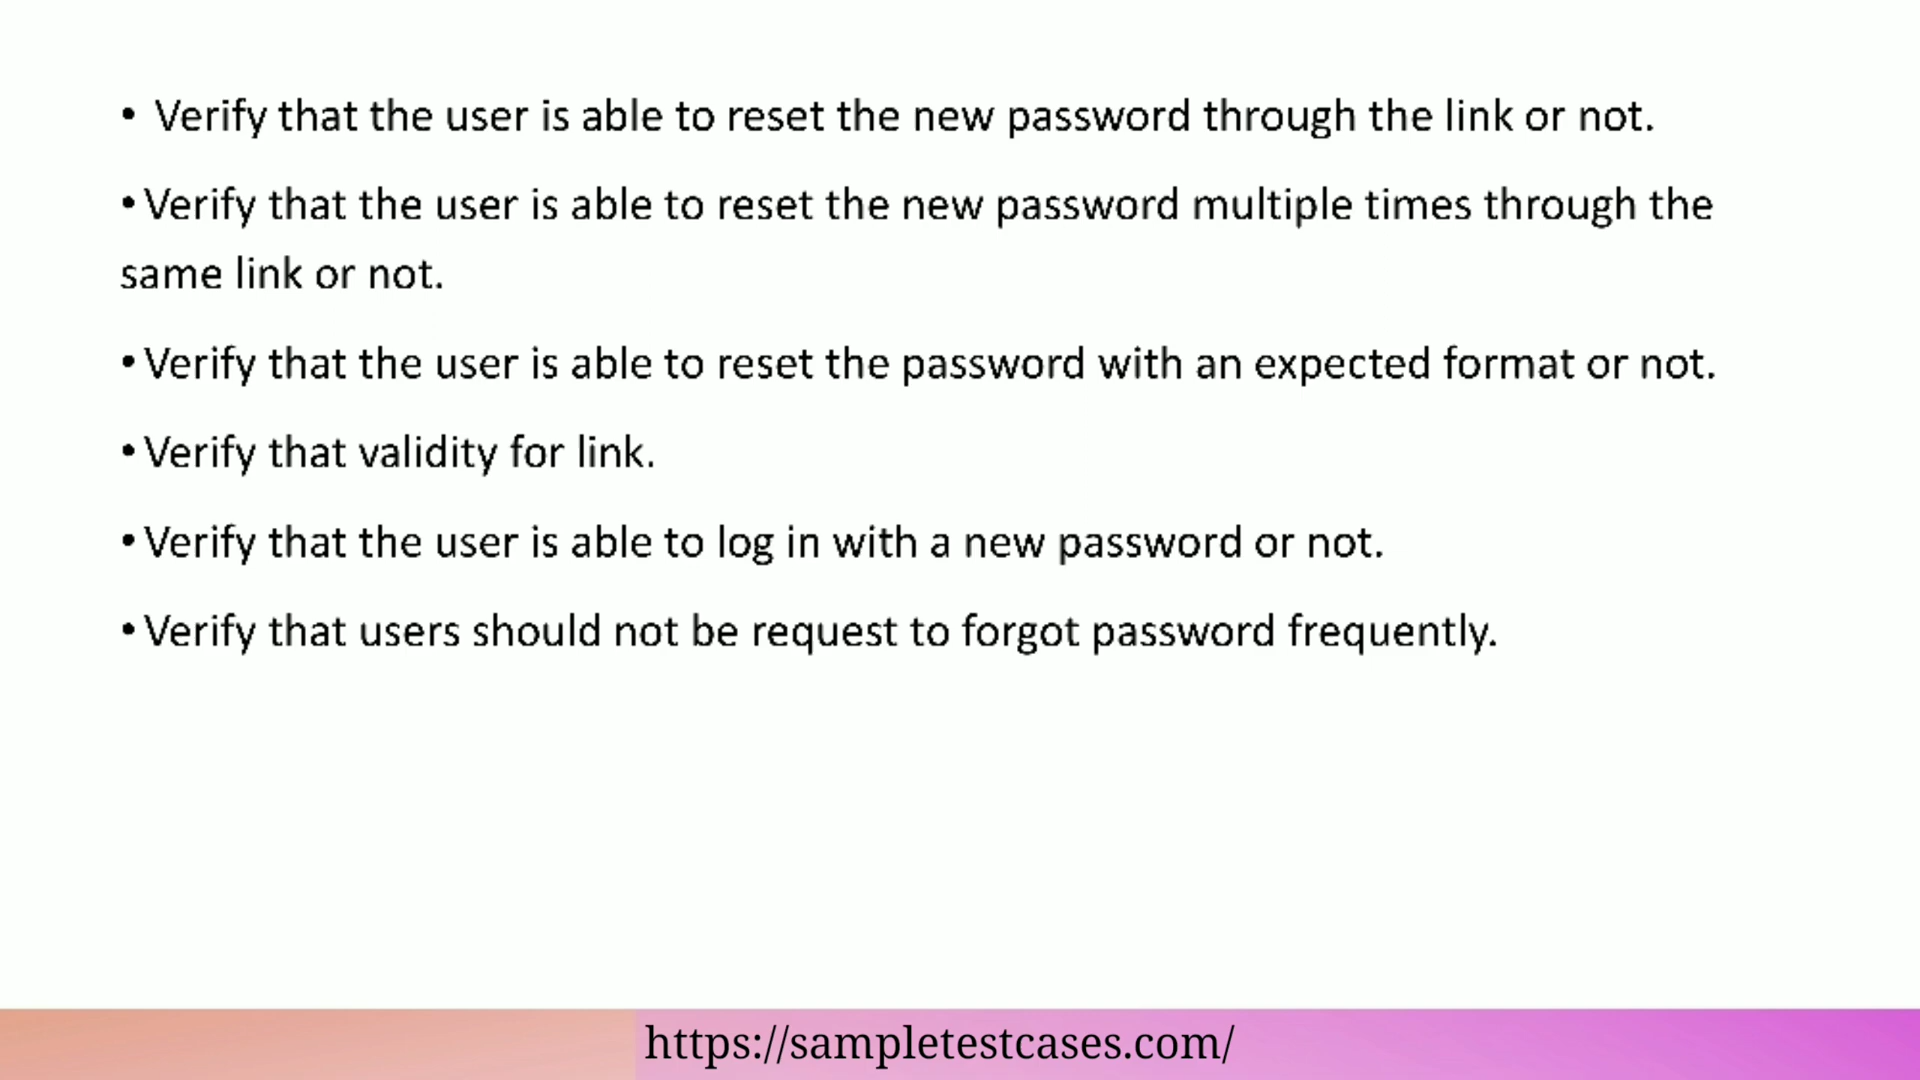 • Verify that the user is able to reset the new password through the link or not.
• Verify that the user is able to reset the new password multiple times through the
same link or not.
• Verify that the user is able to reset the password with an expected format or not.
• Verify that validity for link.
• Verify that the user is able to log in with a new password or not.
• Verify that users should not be request to forgot password frequently.
https://sampletestcases.com/